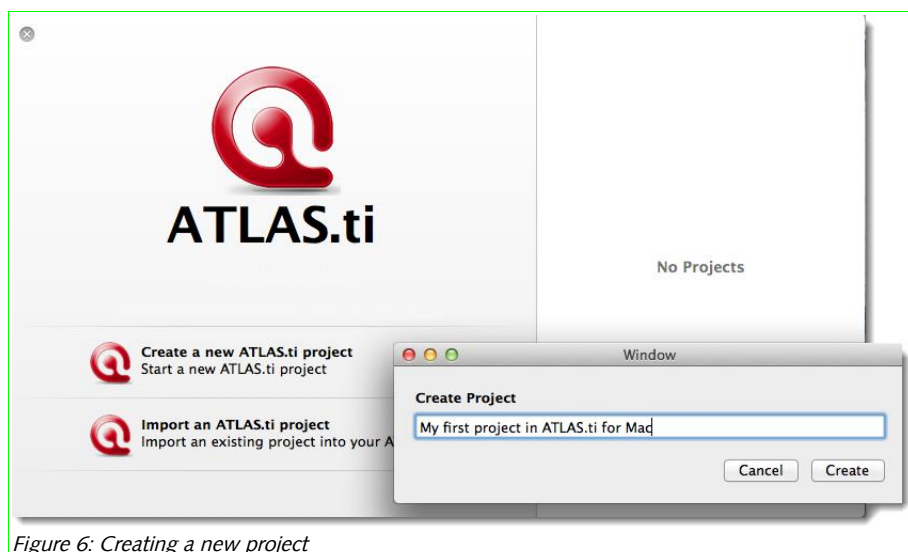 ATLAS.ti
No Projects
Create a new ATLAS.ti project
Start a new ATLAS.ti project
Import an ATLAS.ti project
Import an existing project into your A
Window
Create Project
My first project in ATLAS.ti for Mac
Cancel
Create
Figure 6: Creating a new project